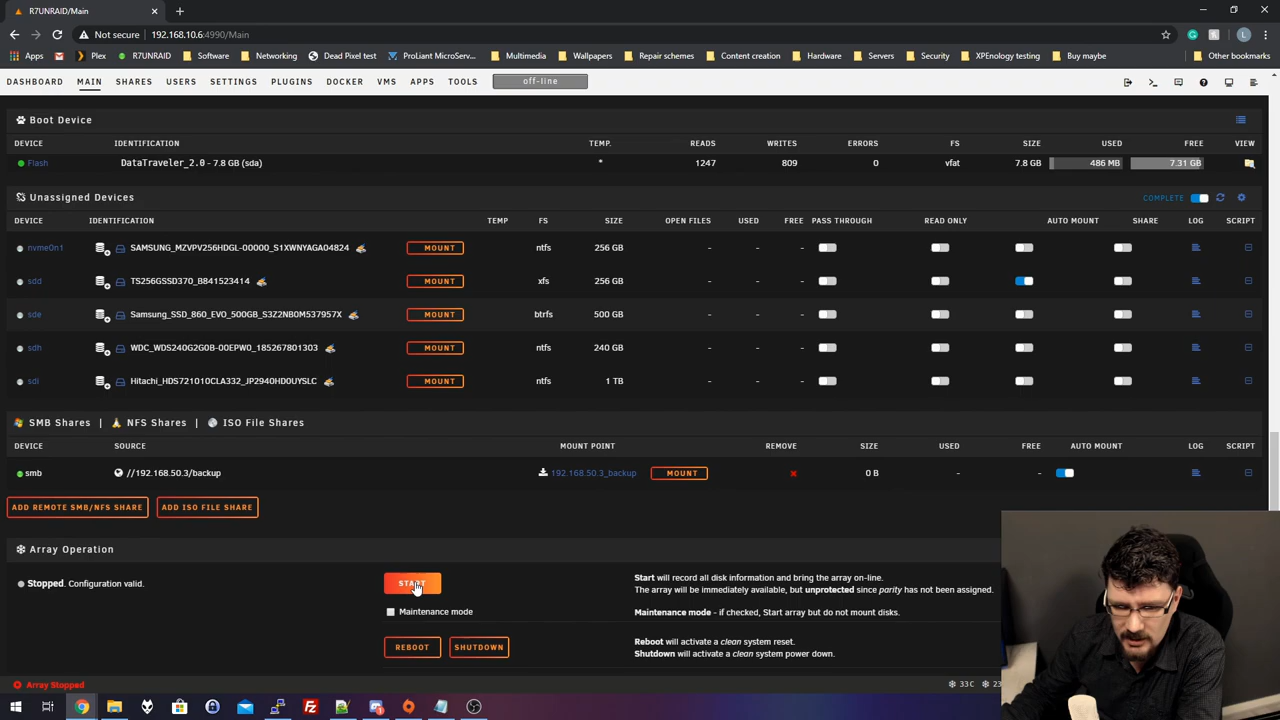 R7UNRAID/Main
Not secure 192.168.10.6:4990/Main
Apps Plex R7UNRAID Software Networking Dead Pixel test ProLiant MicroServ... Multimedia Wallpapers Repair schemes Content creation Hardware Servers Security XPEnology testing Buy maybe Other bookmarks
DASHBOARD MAIN SHARES USERS SETTINGS PLUGINS DOCKER VMS APPS TOOLS off-line
Boot Device
DEVICE IDENTIFICATION TEMP. READS WRITES ERRORS FS SIZE USED FREE VIEW
Flash DataTraveler_2.0 - 7.8 GB (sda) * 1247 809 0 vfat 7.8 GB 486 MB 7.31 GB
Unassigned Devices COMPLETE
DEVICE IDENTIFICATION TEMP FS SIZE OPEN FILES USED FREE PASS THROUGH READ ONLY AUTO MOUNT SHARE LOG SCRIPT
nvme0n1 SAMSUNG_MZVPV256HDGL-00000_S1XWNYAGA04824 MOUNT ntfs 256 GB - - -
sdd TS256GSSD370_B841523414 MOUNT xfs 256 GB - - -
sde Samsung_SSD_860_EVO_500GB_S3Z2NB0M537957X MOUNT btrfs 500 GB - - -
sdh WDC_WDS240G2G0B-00EPW0_185267801303 MOUNT ntfs 240 GB - - -
sdi Hitachi_HDS721010CLA332_JP2940HD0UYSLC MOUNT ntfs 1 TB - - -
SMB Shares | NFS Shares | ISO File Shares
DEVICE SOURCE MOUNT POINT REMOVE SIZE USED FREE AUTO MOUNT LOG SCRIPT
smb //192.168.50.3/backup 192.168.50.3_backup MOUNT 0 B - -
ADD REMOTE SMB/NFS SHARE ADD ISO FILE SHARE
Array Operation
Stopped. Configuration valid. START Start will record all disk information and bring the array on-line.
The array will be immediately available, but unprotected since parity has not been assigned.
Maintenance mode Maintenance mode - if checked, Start array but do not mount disks.
REBOOT SHUTDOWN Reboot will activate a clean system reset.
Shutdown will activate a clean system power down.
Array Stopped 33C